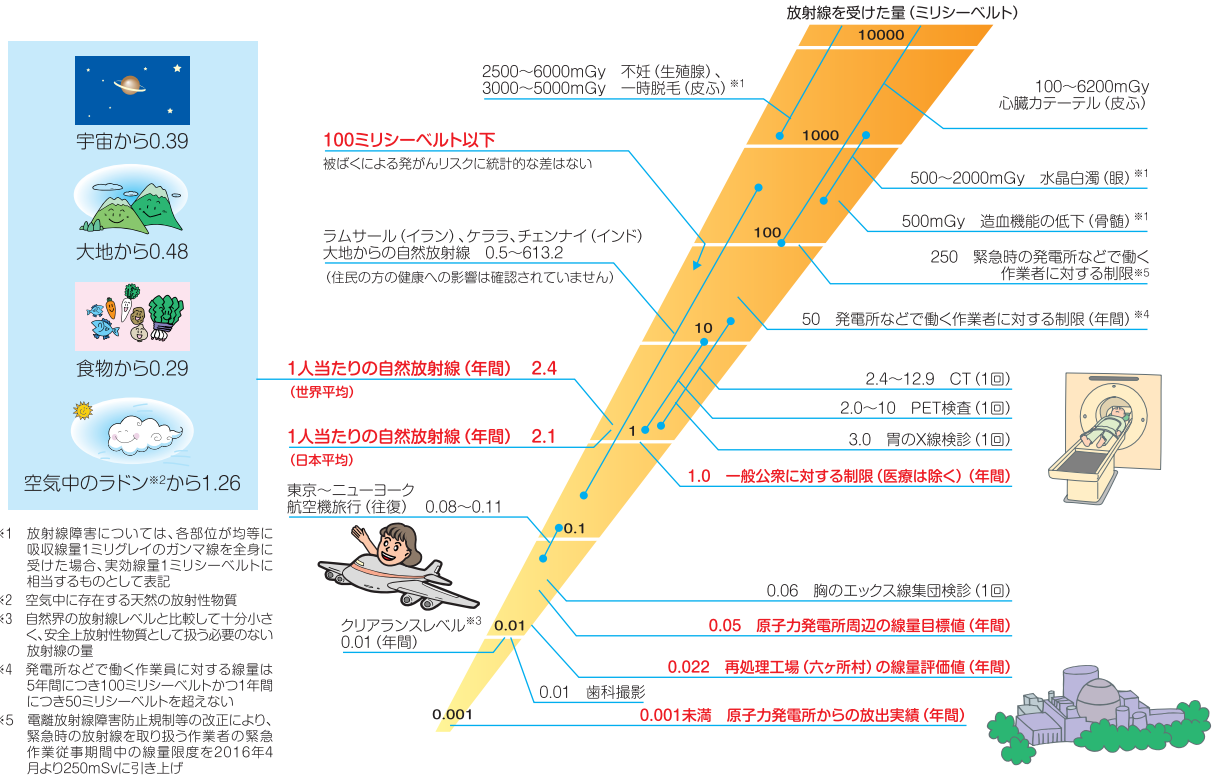 放射線を受けた量(ミリシーベルト)
10000
1000
100
10
1
0.1
0.01
0.001
宇宙から0.39
大地から0.48
食物から0.29
空気中のラドン※2から1.26
2500~6000mGy 不妊(生殖腺)、
3000~5000mGy 一時脱毛(皮ふ)※1
100ミリシーベルト以下
被ばくによる発がんリスクに統計的な差はない
ラムサール(イラン)、ケララ、チェンナイ(インド)
大地からの自然放射線 0.5~613.2
(住民の方の健康への影響は確認されていません)
1人当たりの自然放射線(年間) 2.4
(世界平均)
1人当たりの自然放射線(年間) 2.1
(日本平均)
東京~ニューヨーク
航空機旅行(往復) 0.08~0.11
クリアランスレベル※3
0.01(年間)
100~6200mGy
心臓カテーテル(皮ふ)
500~2000mGy 水晶白濁(眼)※1
500mGy 造血機能の低下(骨髄)※1
250 緊急時の発電所などで働く
作業者に対する制限※5
50 発電所などで働く作業者に対する制限(年間)※4
2.4~12.9 CT(1回)
2.0~10 PET検査(1回)
3.0 胃のX線検診(1回)
1.0 一般公衆に対する制限(医療は除く)(年間)
0.06 胸のエックス線集団検診(1回)
0.05 原子力発電所周辺の線量目標値(年間)
0.022 再処理工場(六ヶ所村)の線量評価値(年間)
0.01 歯科撮影
0.001未満 原子力発電所からの放出実績(年間)
※1 放射線障害については、各部位が均等に
吸収線量1ミリグレイのガンマ線を全身に
受けた場合、実効線量1ミリシーベルトに
相当するものとして表記
※2 空気中に存在する天然の放射性物質
※3 自然界の放射線レベルと比較して十分小さ
く、安全上放射性物質として扱う必要のない
放射線の量
※4 発電所などで働く作業員に対する線量は
5年間につき100ミリシーベルトかつ1年間
につき50ミリシーベルトを超えない
※5 電離放射線障害防止規制等の改正により、
緊急時の放射線を取り扱う作業者の緊急
作業従事期間中の線量限度を2016年4
月より250mSvに引き上げ